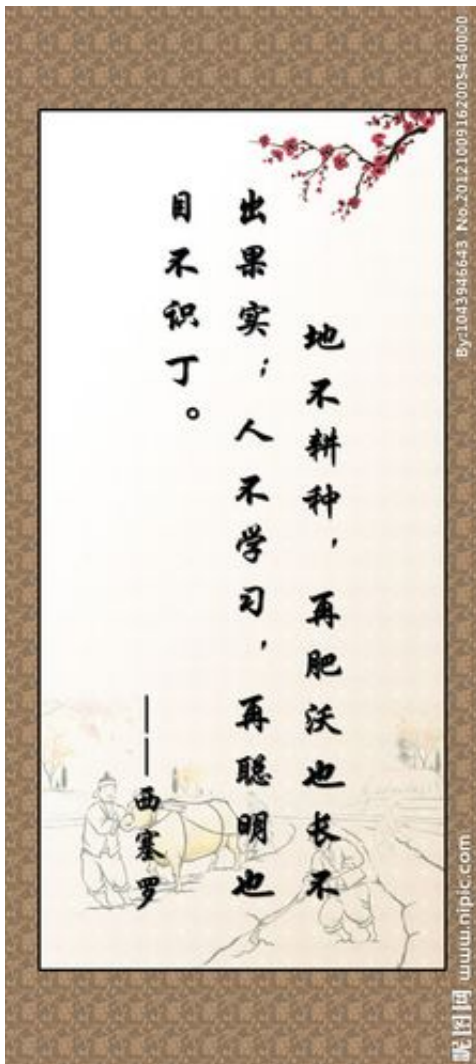 地不耕种，再肥沃也长不
出果实；人不学习，再聪明也
目不识丁。
——西塞罗
By:1043946643 No.20121009162005460000
昵图网 www.nipic.com